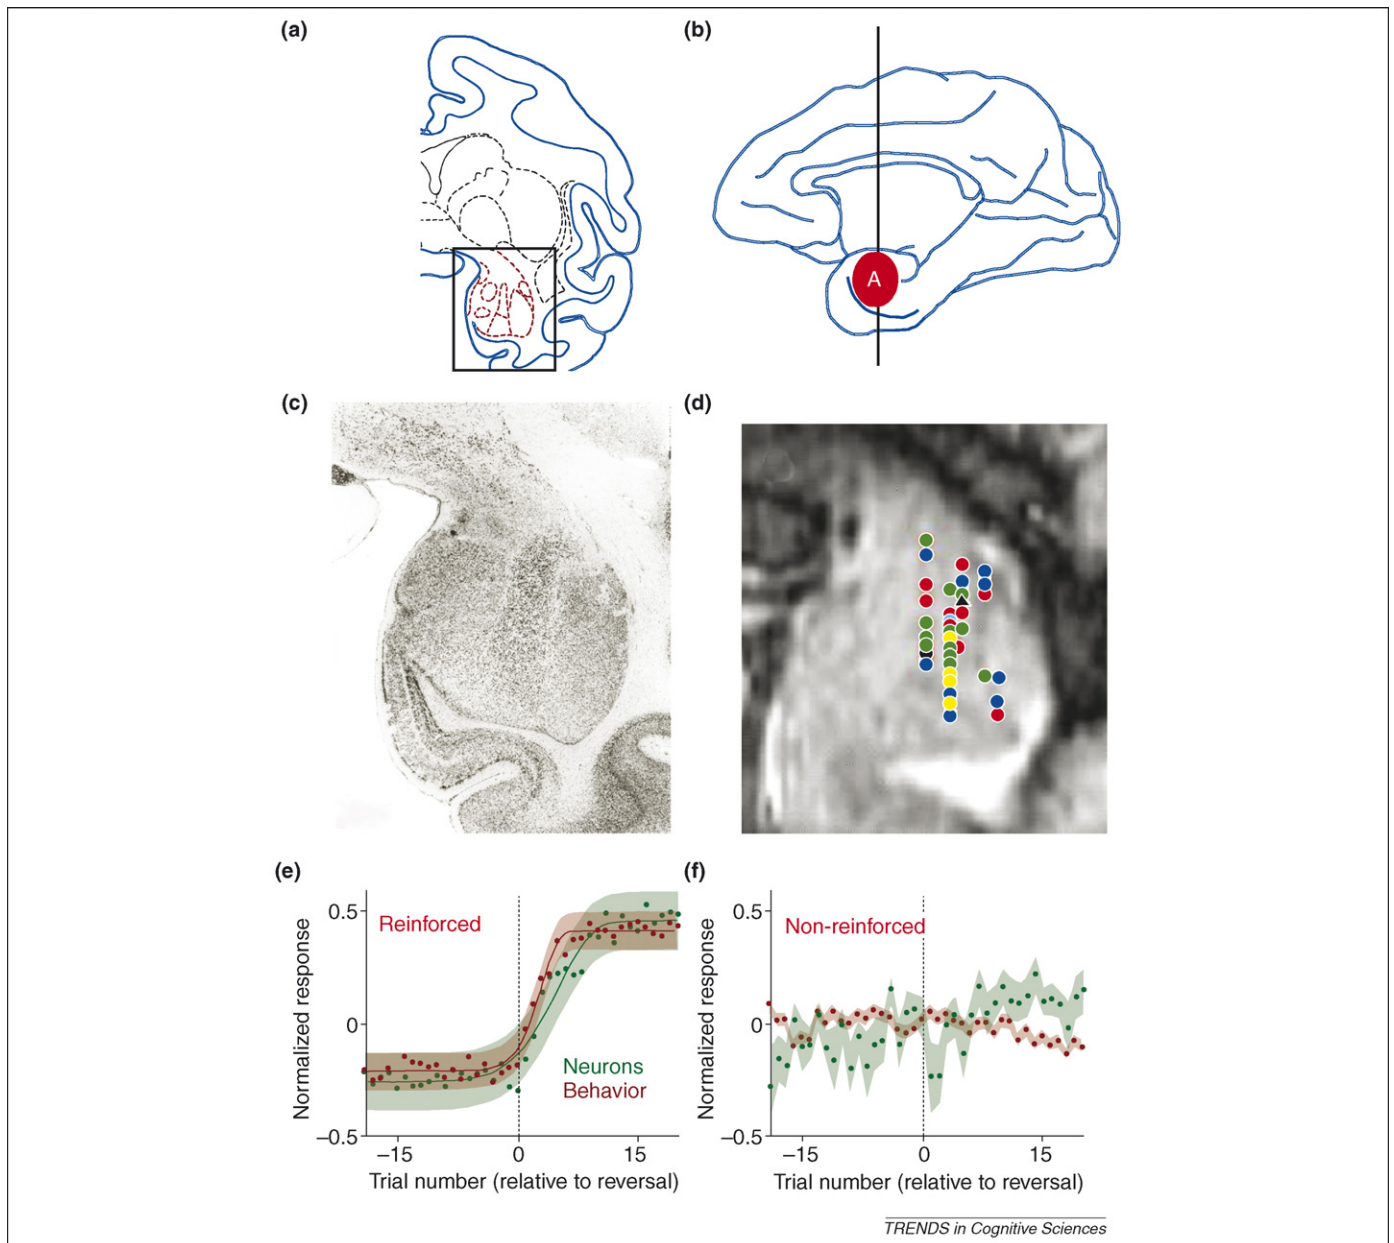 (a)
(b)
A
(c)
(d)
(e)
Normalized response
0.5
0
–0.5
Reinforced
Neurons
Behavior
–15
0
15
Trial number (relative to reversal)
(f)
Normalized response
0.5
0
–0.5
Non-reinforced
–15
0
15
Trial number (relative to reversal)
TRENDS in Cognitive Sciences